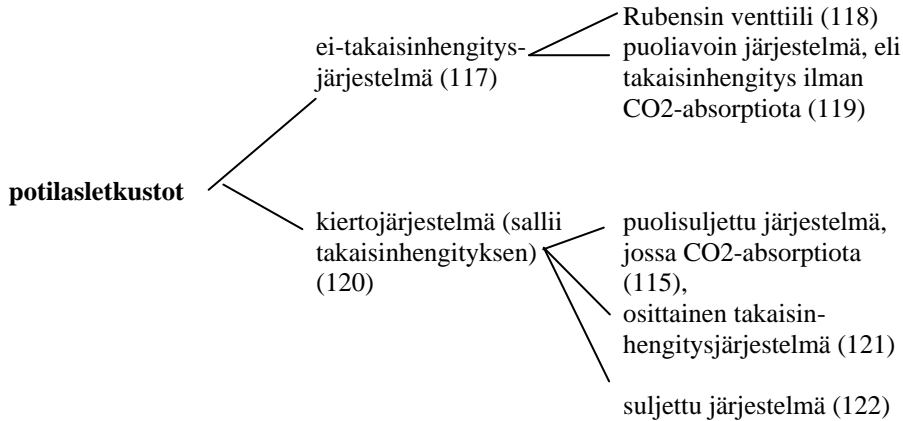 Rubensin venttiili (118)
ei-takaisinhengitys-
järjestelmä (117)
puoliavoin järjestelmä, eli
takaisinhengitys ilman
CO2-absorptiota (119)
potilasletkustot
kiertojärjestelmä (sallii
takaisinhengityksen)
(120)
puolisuljettu järjestelmä,
jossa CO2-absorptiota
(115),
osittainen takaisin-
hengitysjärjestelmä (121)
suljettu järjestelmä (122)